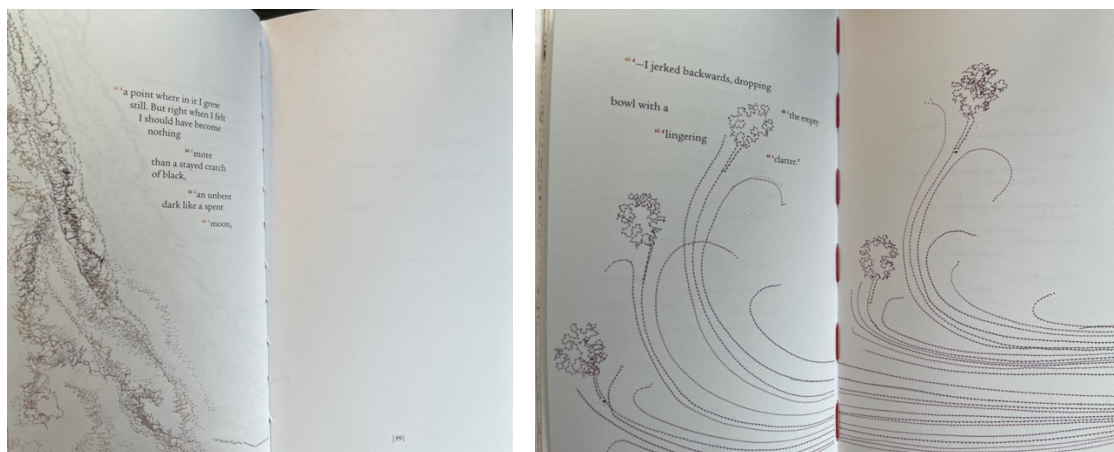 “‘a point where in it I grew
still. But right when I felt
I should have become
nothing
“‘more
than a stayed cratch
of black,
“‘an unbent
dark like a spent
“‘moon,
|99|
“‘—I jerked backwards, dropping
“‘the empty
bowl with a
“‘lingering
“‘clatter.’